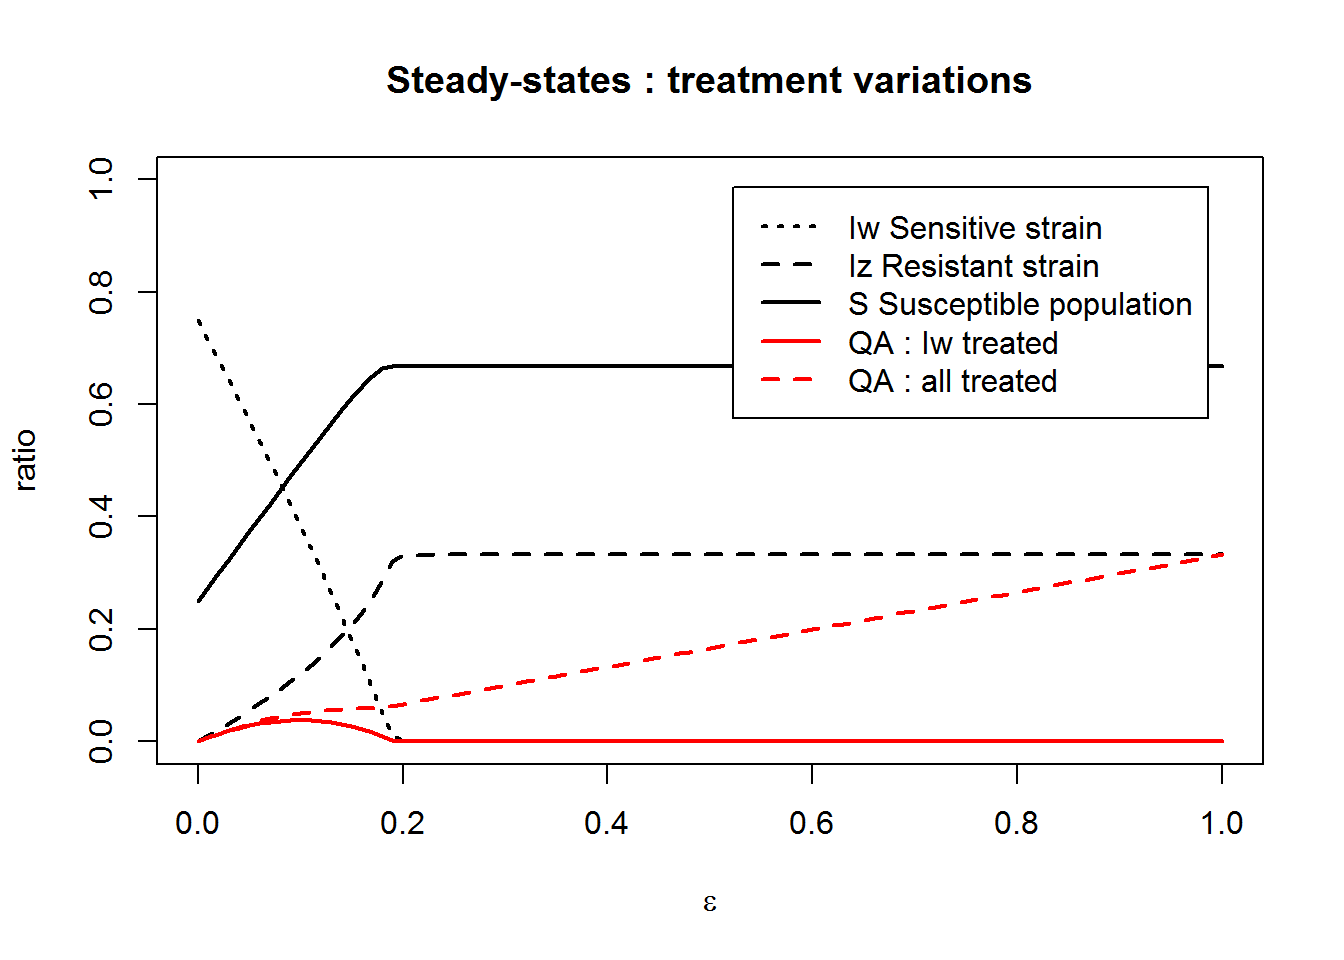 Steady-states : treatment variations
ratio
1.0
0.8
0.6
0.4
0.2
0.0
Iw Sensitive strain
Iz Resistant strain
S Susceptible population
QA : Iw treated
QA : all treated
0.0 0.2 0.4 0.6 0.8 1.0
ε